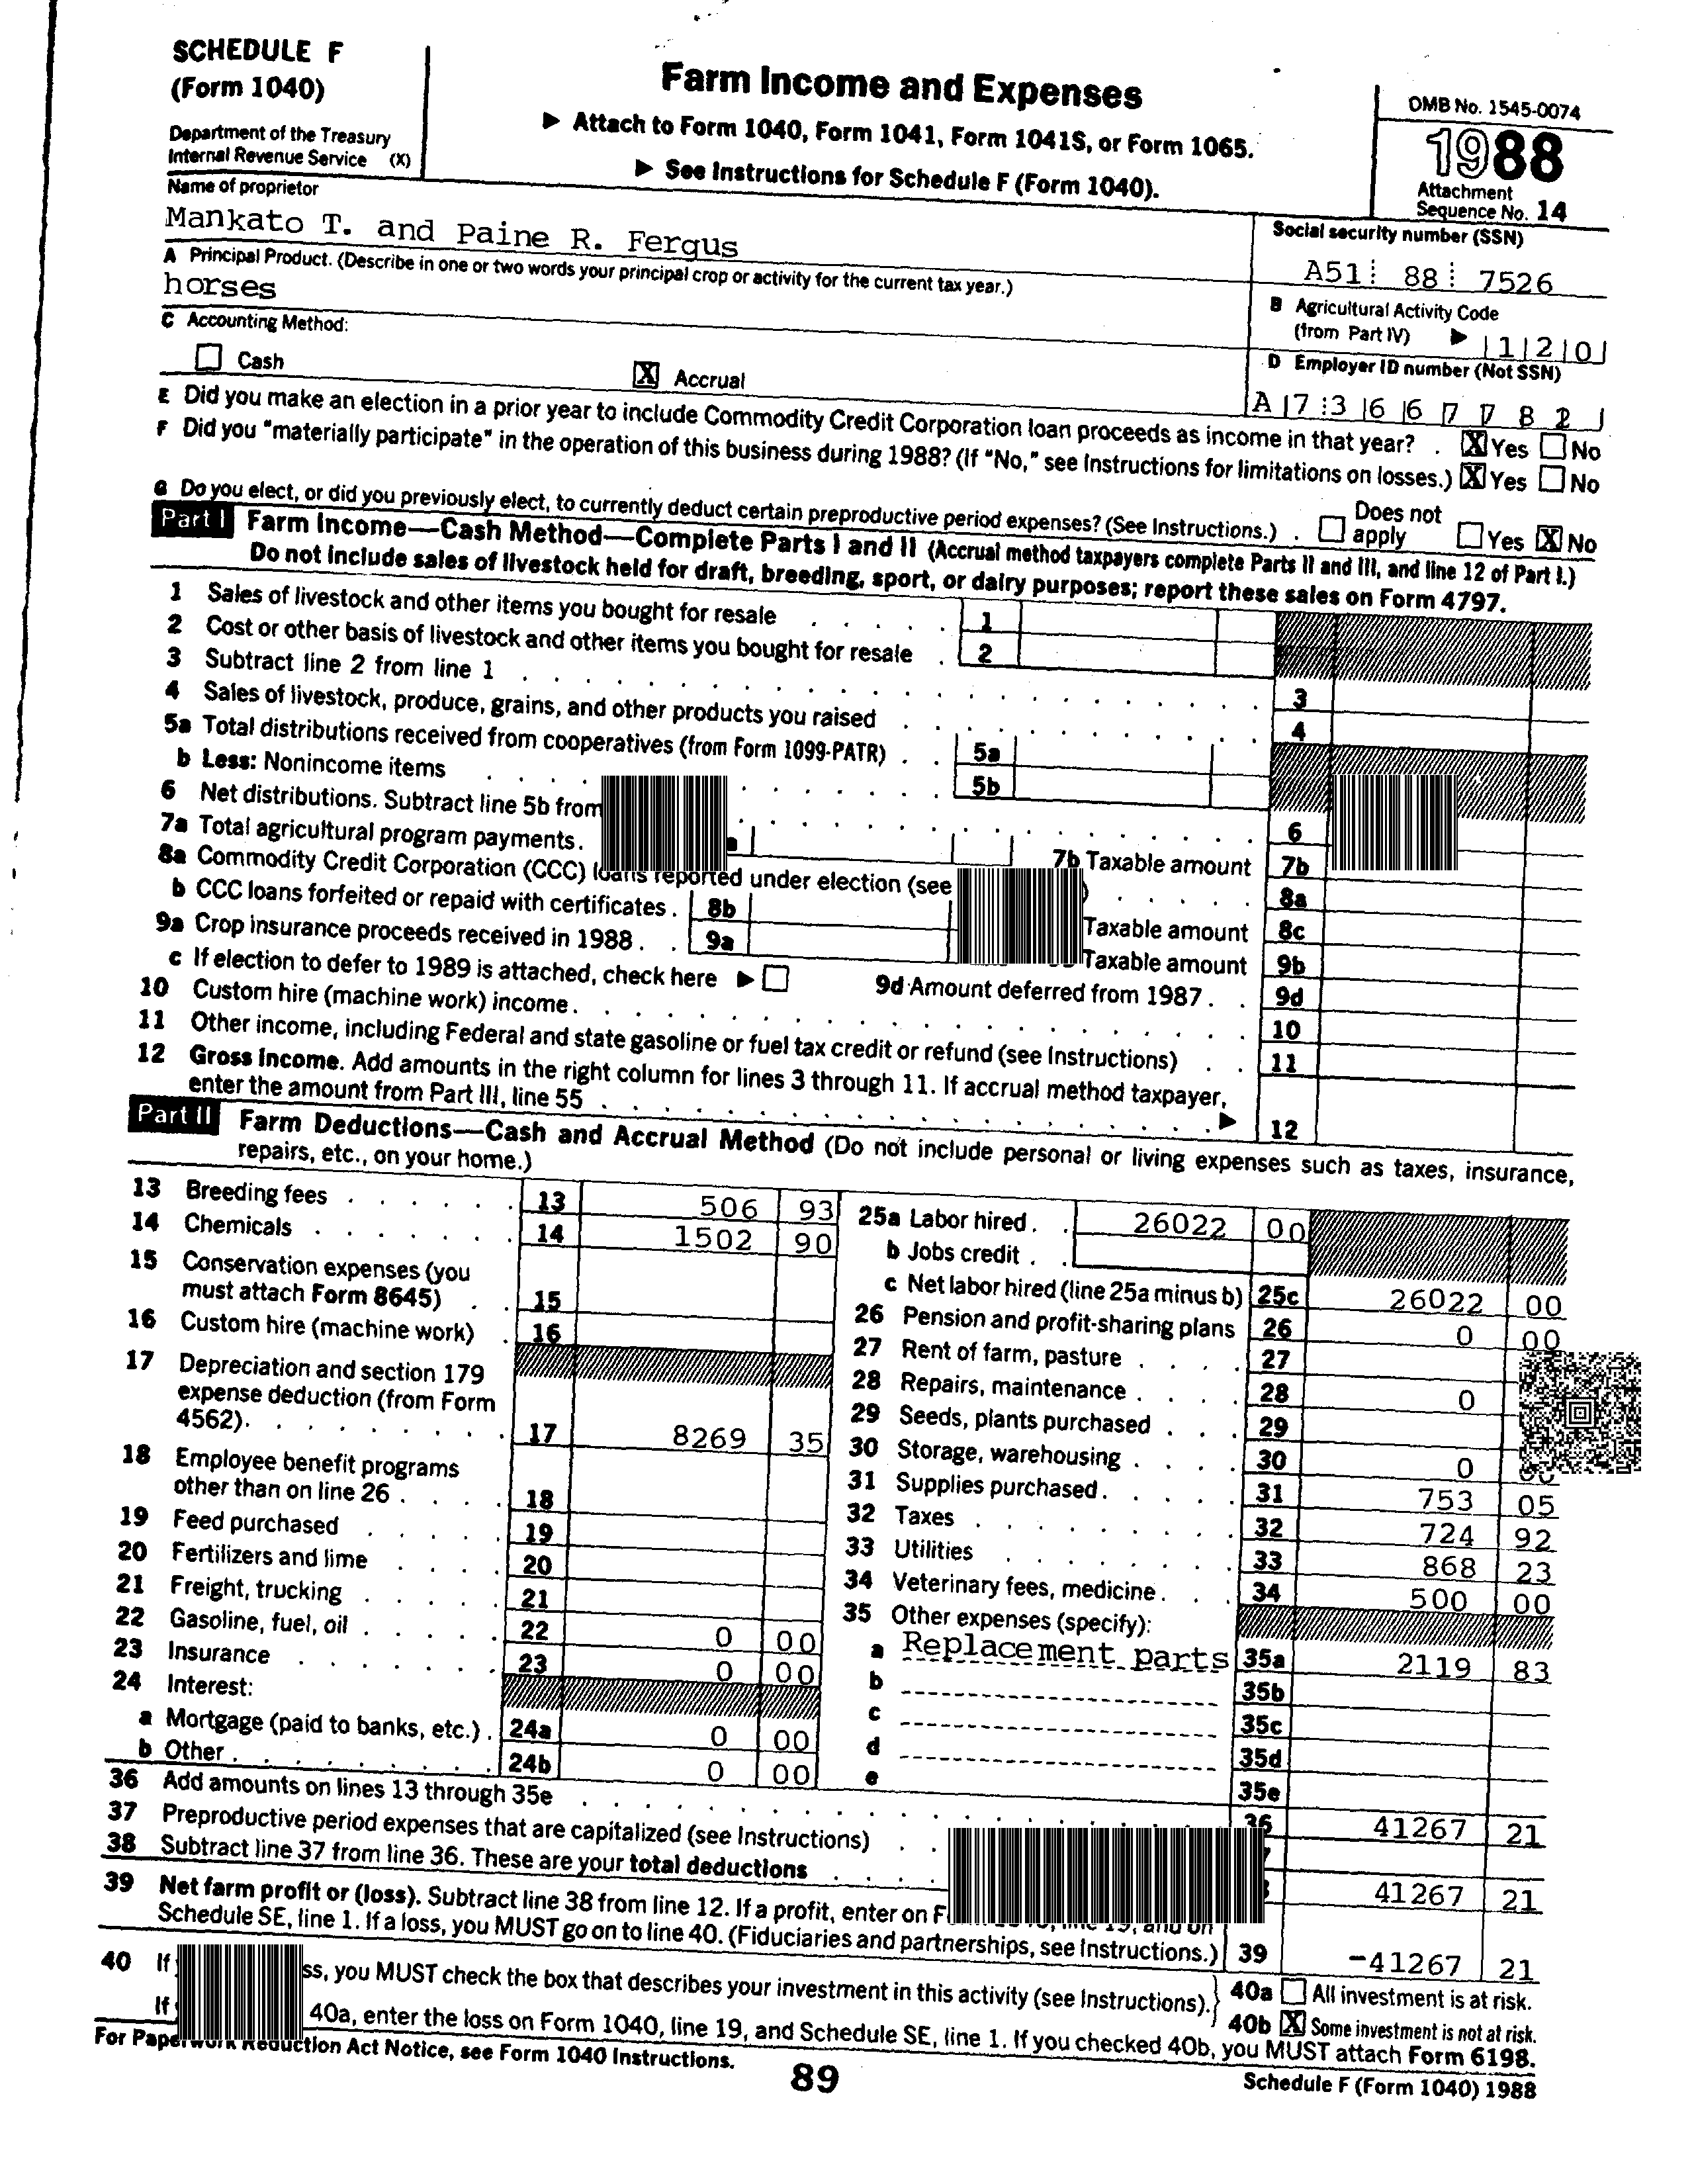 SCHEDULE F
(Form 1040)
Department of the Treasury
Internal Revenue Service (X)
Farm Income and Expenses
▶ Attach to Form 1040, Form 1041, Form 1041S, or Form 1065.
▶ See Instructions for Schedule F (Form 1040).
OMB No. 1545-0074
1988
Attachment
Sequence No. 14
Name of proprietor
Mankato T. and Paine R. Fergus
Social security number (SSN)
A51 88 7526
A Principal Product. (Describe in one or two words your principal crop or activity for the current tax year.)
horses
B Agricultural Activity Code
(from Part IV) ▶ 120
C Accounting Method:
Cash X Accrual
D Employer ID number (Not SSN)
A73667782
E Did you make an election in a prior year to include Commodity Credit Corporation loan proceeds as income in that year? . X Yes No
F Did you "materially participate" in the operation of this business during 1988? (If "No," see Instructions for limitations on losses.) X Yes No
G Do you elect, or did you previously elect, to currently deduct certain preproductive period expenses? (See Instructions.) . Does not apply Yes X No
Part I Farm Income—Cash Method—Complete Parts I and II (Accrual method taxpayers complete Parts II and III, and line 12 of Part I.)
Do not include sales of livestock held for draft, breeding, sport, or dairy purposes; report these sales on Form 4797.
1 Sales of livestock and other items you bought for resale 1
2 Cost or other basis of livestock and other items you bought for resale 2
3 Subtract line 2 from line 1 3
4 Sales of livestock, produce, grains, and other products you raised 4
5a Total distributions received from cooperatives (from Form 1099-PATR) 5a
b Less: Nonincome items 5b
6 Net distributions. Subtract line 5b from 6
7a Total agricultural program payments. 7b Taxable amount 7b
8a Commodity Credit Corporation (CCC) loans reported under election (see 8a
b CCC loans forfeited or repaid with certificates. 8b Taxable amount 8c
9a Crop insurance proceeds received in 1988. 9a Taxable amount 9b
c If election to defer to 1989 is attached, check here ▶ 9d Amount deferred from 1987. 9d
10 Custom hire (machine work) income. 10
11 Other income, including Federal and state gasoline or fuel tax credit or refund (see Instructions) 11
12 Gross Income. Add amounts in the right column for lines 3 through 11. If accrual method taxpayer,
enter the amount from Part III, line 55 ▶ 12
Part II Farm Deductions—Cash and Accrual Method (Do not include personal or living expenses such as taxes, insurance,
repairs, etc., on your home.)
13 Breeding fees 13 506 93
14 Chemicals 14 1502 90
15 Conservation expenses (you
must attach Form 8645) 15
16 Custom hire (machine work) 16
17 Depreciation and section 179
expense deduction (from Form
4562). 17 8269 35
18 Employee benefit programs
other than on line 26 18
19 Feed purchased 19
20 Fertilizers and lime 20
21 Freight, trucking 21
22 Gasoline, fuel, oil 22 0 00
23 Insurance 23 0 00
24 Interest:
a Mortgage (paid to banks, etc.) 24a 0 00
b Other 24b 0 00
25a Labor hired 26022 00
b Jobs credit
c Net labor hired (line 25a minus b) 25c 26022 00
26 Pension and profit-sharing plans 26 0 00
27 Rent of farm, pasture 27
28 Repairs, maintenance 28 0
29 Seeds, plants purchased 29
30 Storage, warehousing 30 0
31 Supplies purchased 31 753 05
32 Taxes 32 724 92
33 Utilities 33 868 23
34 Veterinary fees, medicine 34 500 00
35 Other expenses (specify):
a Replacement parts 35a 2119 83
b 35b
c 35c
d 35d
e 35e
36 Add amounts on lines 13 through 35e 36 41267 21
37 Preproductive period expenses that are capitalized (see Instructions)
38 Subtract line 37 from line 36. These are your total deductions 41267 21
39 Net farm profit or (loss). Subtract line 38 from line 12. If a profit, enter on
Schedule SE, line 1. If a loss, you MUST go on to line 40. (Fiduciaries and partnerships, see Instructions.) 39 -41267 21
40 If you MUST check the box that describes your investment in this activity (see Instructions). 40a All investment is at risk.
If 40a, enter the loss on Form 1040, line 19, and Schedule SE, line 1. If you checked 40b, you MUST attach Form 6198. 40b X Some investment is not at risk.
For Paperwork Reduction Act Notice, see Form 1040 Instructions.
89
Schedule F (Form 1040) 1988